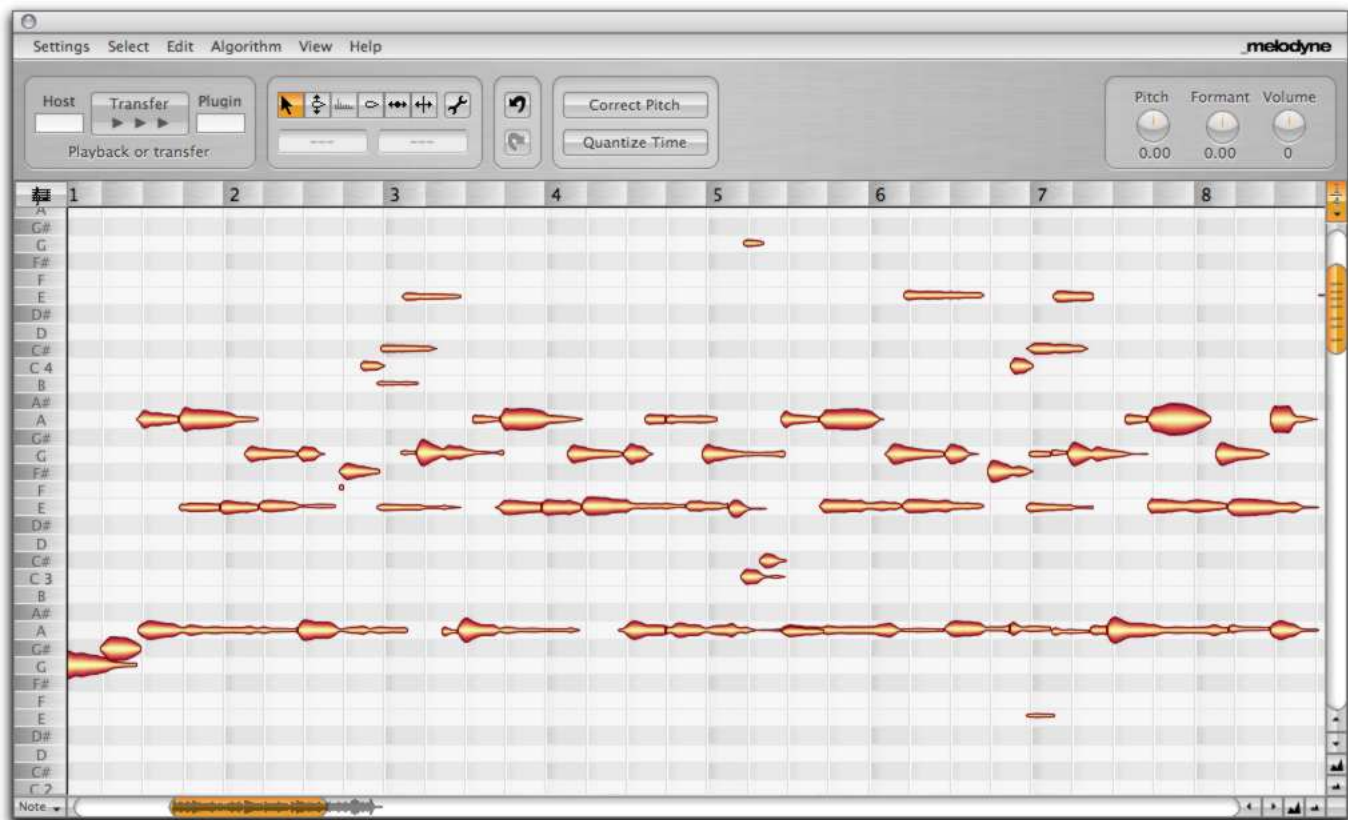 Settings Select Edit Algorithm View Help _melodyne
Host Transfer Plugin
Playback or transfer
--- ---
Correct Pitch
Quantize Time
Pitch Formant Volume
0.00 0.00 0
1 2 3 4 5 6 7 8
A
G#
G
F#
F
E
D#
D
C#
C 4
B
A#
A
G#
G
F#
F
E
D#
D
C#
C 3
B
A#
A
G#
G
F#
F
E
D#
D
C#
C 2
Note